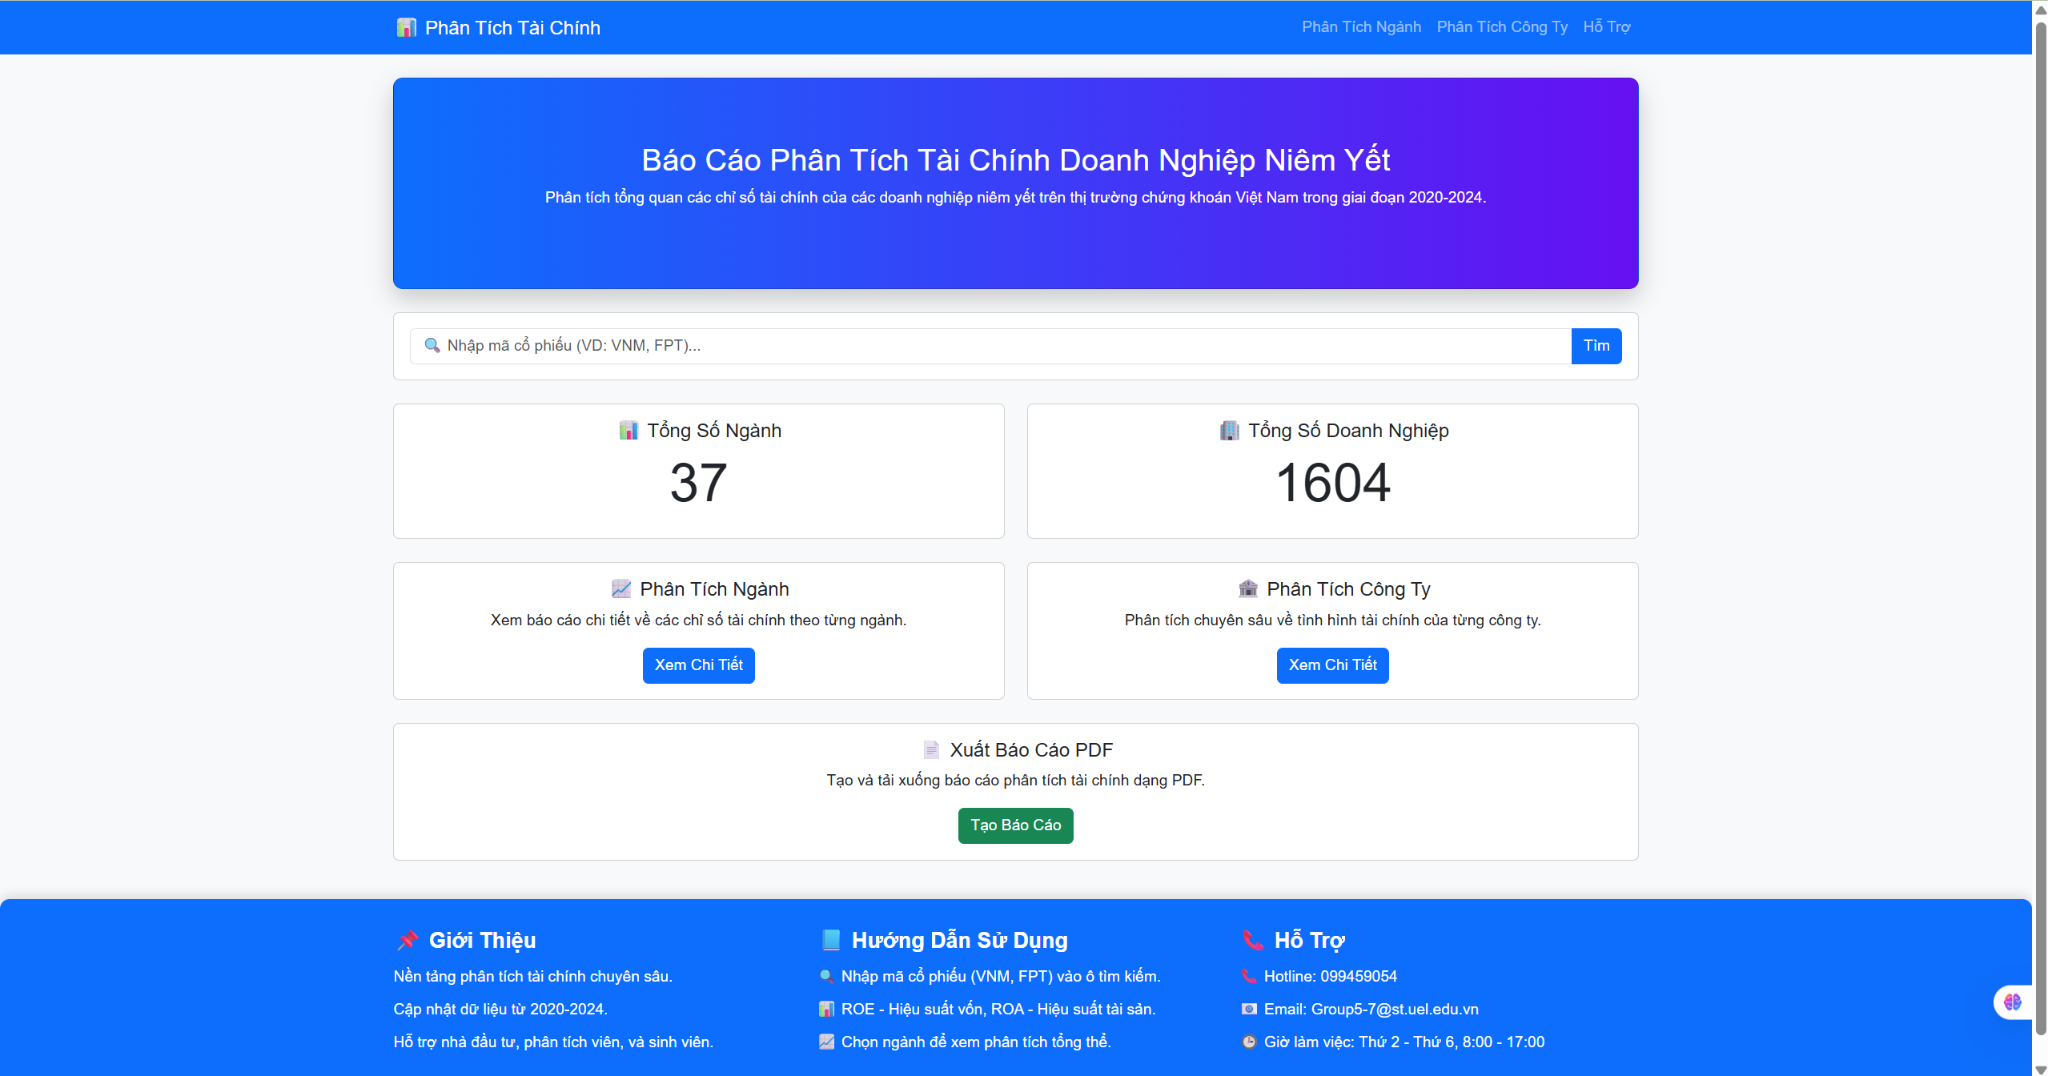 📊 Phân Tích Tài Chính
Phân Tích Ngành Phân Tích Công Ty Hỗ Trợ
Báo Cáo Phân Tích Tài Chính Doanh Nghiệp Niêm Yết
Phân tích tổng quan các chỉ số tài chính của các doanh nghiệp niêm yết trên thị trường chứng khoán Việt Nam trong giai đoạn 2020-2024.
🔍 Nhập mã cổ phiếu (VD: VNM, FPT)...
Tìm
📊 Tổng Số Ngành
37
🏢 Tổng Số Doanh Nghiệp
1604
📈 Phân Tích Ngành
Xem báo cáo chi tiết về các chỉ số tài chính theo từng ngành.
Xem Chi Tiết
🏦 Phân Tích Công Ty
Phân tích chuyên sâu về tình hình tài chính của từng công ty.
Xem Chi Tiết
📄 Xuất Báo Cáo PDF
Tạo và tải xuống báo cáo phân tích tài chính dạng PDF.
Tạo Báo Cáo
📌 Giới Thiệu
Nền tảng phân tích tài chính chuyên sâu.
Cập nhật dữ liệu từ 2020-2024.
Hỗ trợ nhà đầu tư, phân tích viên, và sinh viên.
📘 Hướng Dẫn Sử Dụng
🔍 Nhập mã cổ phiếu (VNM, FPT) vào ô tìm kiếm.
📊 ROE - Hiệu suất vốn, ROA - Hiệu suất tài sản.
📈 Chọn ngành để xem phân tích tổng thể.
📞 Hỗ Trợ
📞 Hotline: 099459054
📧 Email: Group5-7@st.uel.edu.vn
🕒 Giờ làm việc: Thứ 2 - Thứ 6, 8:00 - 17:00